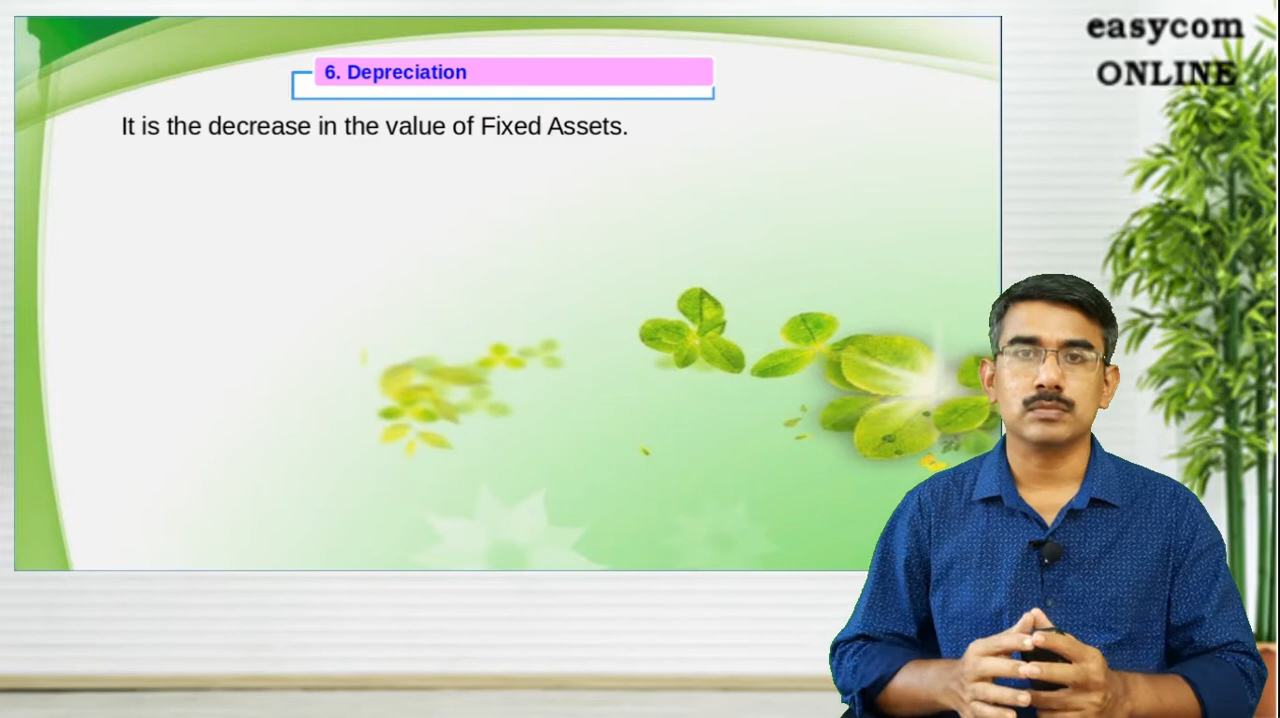 easycom
ONLINE
6. Depreciation
It is the decrease in the value of Fixed Assets.